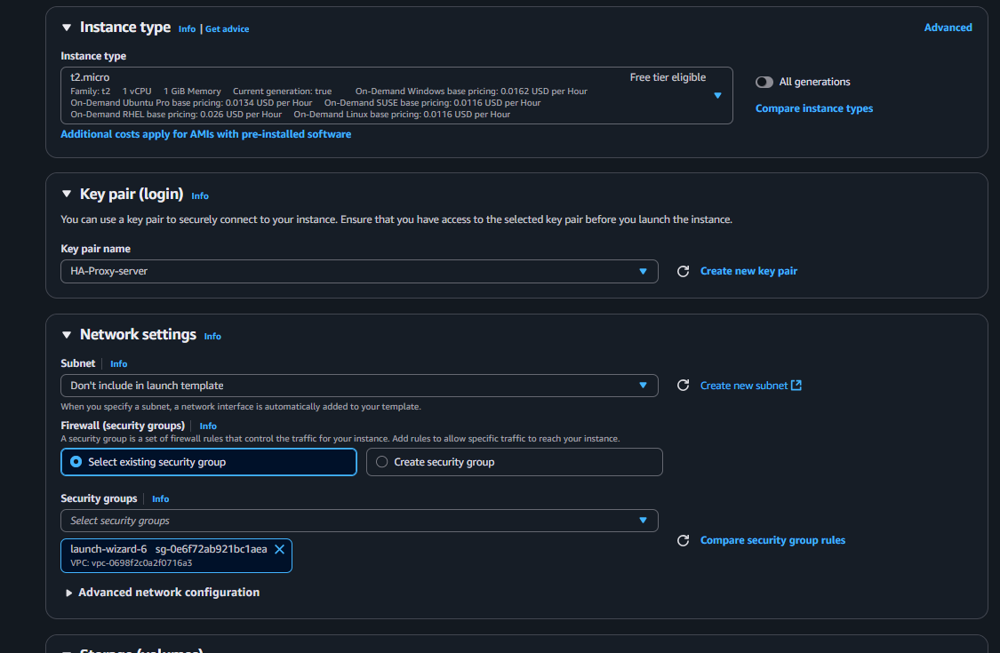 Instance type Info | Get advice Advanced
Instance type
t2.micro Free tier eligible
Family: t2 1 vCPU 1 GiB Memory Current generation: true On-Demand Windows base pricing: 0.0162 USD per Hour
On-Demand Ubuntu Pro base pricing: 0.0134 USD per Hour On-Demand SUSE base pricing: 0.0116 USD per Hour
On-Demand RHEL base pricing: 0.026 USD per Hour On-Demand Linux base pricing: 0.0116 USD per Hour
All generations
Compare instance types
Additional costs apply for AMIs with pre-installed software
Key pair (login) Info
You can use a key pair to securely connect to your instance. Ensure that you have access to the selected key pair before you launch the instance.
Key pair name
HA-Proxy-server Create new key pair
Network settings Info
Subnet Info
Don't include in launch template Create new subnet
When you specify a subnet, a network interface is automatically added to your template.
Firewall (security groups) Info
A security group is a set of firewall rules that control the traffic for your instance. Add rules to allow specific traffic to reach your instance.
Select existing security group Create security group
Security groups Info
Select security groups
Compare security group rules
launch-wizard-6 sg-0e6f72ab921bc1aea
VPC: vpc-0698f2c0a2f0716a3
Advanced network configuration
Storage (volumes)